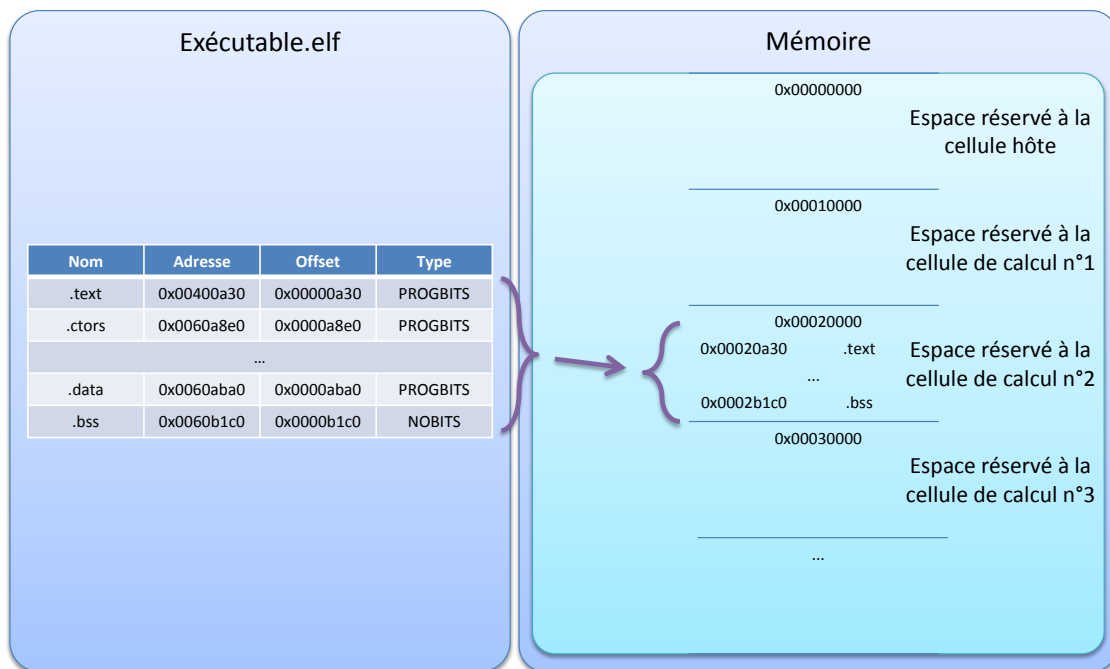 Exécutable.elf
Nom Adresse Offset Type
.text 0x00400a30 0x00000a30 PROGBITS
.ctors 0x0060a8e0 0x0000a8e0 PROGBITS
...
.data 0x0060aba0 0x0000aba0 PROGBITS
.bss 0x0060b1c0 0x0000b1c0 NOBITS
Mémoire
0x00000000
Espace réservé à la
cellule hôte
0x00010000
Espace réservé à la
cellule de calcul n°1
0x00020000
0x00020a30 .text
...
0x0002b1c0 .bss
Espace réservé à la
cellule de calcul n°2
0x00030000
Espace réservé à la
cellule de calcul n°3
...